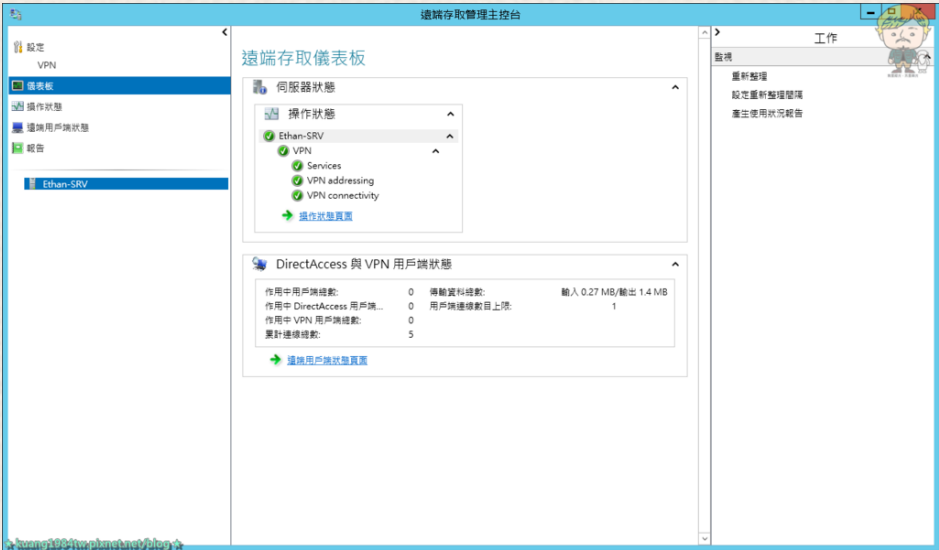 遠端存取管理主控台
設定
VPN
儀表板
操作狀態
遠端用戶端狀態
報告
Ethan-SRV
遠端存取儀表板
伺服器狀態
操作狀態
Ethan-SRV
VPN
Services
VPN addressing
VPN connectivity
操作狀態頁面
DirectAccess 與 VPN 用戶端狀態
作用中用戶端總數: 0 傳輸資料總數: 輸入 0.27 MB/輸出 1.4 MB
作用中 DirectAccess 用戶端... 0 用戶端連線數目上限: 1
作用中 VPN 用戶端總數: 0
累計連線總數: 5
遠端用戶端狀態頁面
工作
監視
重新整理
設定重新整理間隔
產生使用狀況報告
★ kuang1984tw.pixnet.net/blog ★